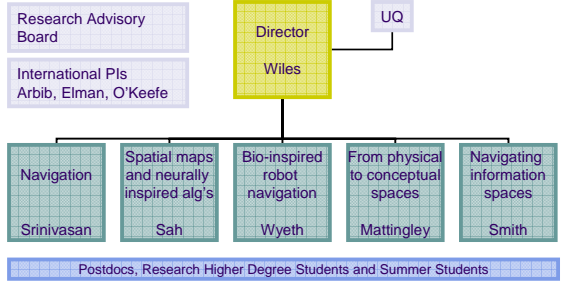 Research Advisory
Board
International PIs
Arbib, Elman, O'Keefe
Director
Wiles
UQ
Navigation
Srinivasan
Spatial maps
and neurally
inspired alg's
Sah
Bio-inspired
robot
navigation
Wyeth
From physical
to conceptual
spaces
Mattingley
Navigating
information
spaces
Smith
Postdocs, Research Higher Degree Students and Summer Students